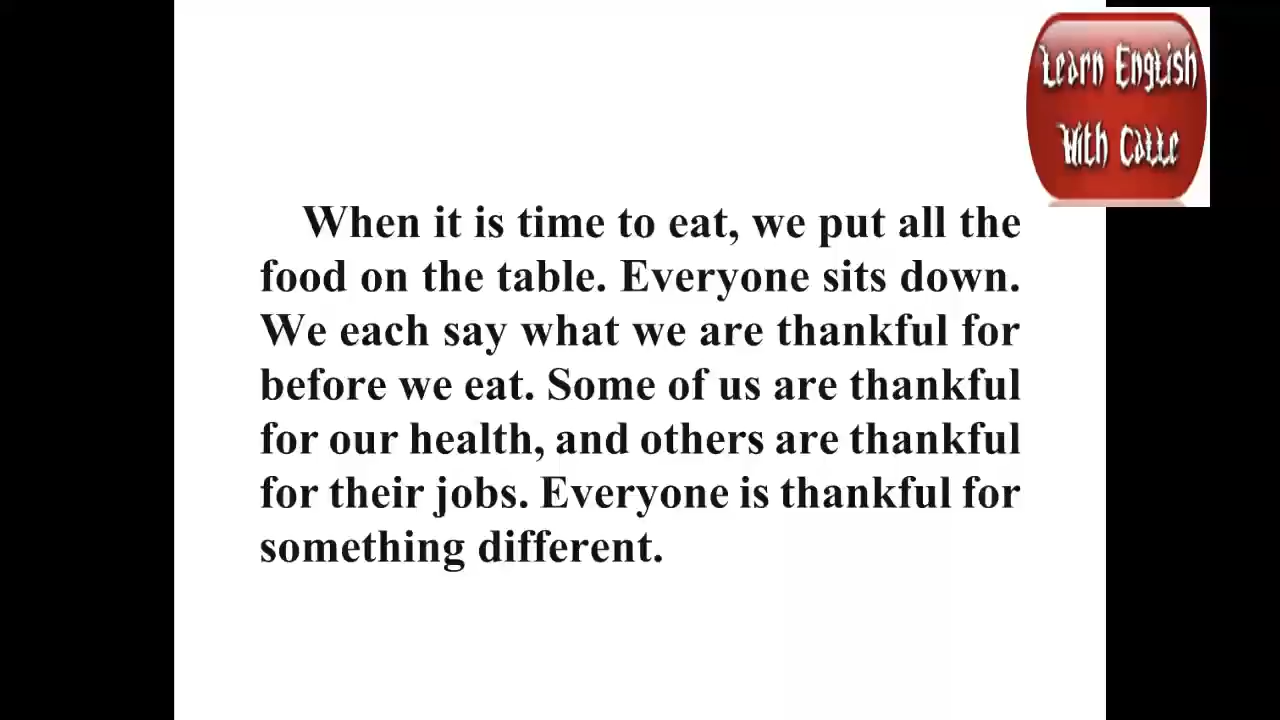 Learn English
With Catte
When it is time to eat, we put all the
food on the table. Everyone sits down.
We each say what we are thankful for
before we eat. Some of us are thankful
for our health, and others are thankful
for their jobs. Everyone is thankful for
something different.